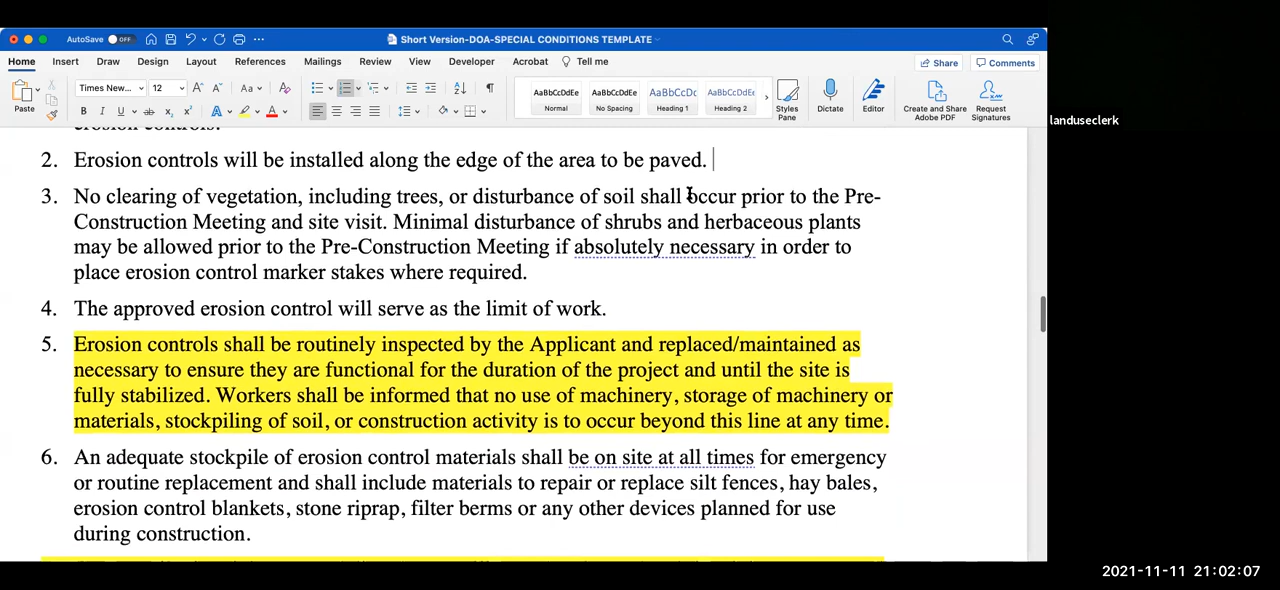 AutoSave OFF
Short Version-DOA-SPECIAL CONDITIONS TEMPLATE
Home Insert Draw Design Layout References Mailings Review View Developer Acrobat Tell me
Share Comments
Paste
Times New... 12
Aa
B I U ab x₂ x²
AaBbCcDdEe
Normal
AaBbCcDdEe
No Spacing
AaBbCcDc
Heading 1
AaBbCcDdEe
Heading 2
Styles
Pane
Dictate
Editor
Create and Share
Adobe PDF
Request
Signatures
erosion controls.
2. Erosion controls will be installed along the edge of the area to be paved.
3. No clearing of vegetation, including trees, or disturbance of soil shall occur prior to the Pre-
Construction Meeting and site visit. Minimal disturbance of shrubs and herbaceous plants
may be allowed prior to the Pre-Construction Meeting if absolutely necessary in order to
place erosion control marker stakes where required.
4. The approved erosion control will serve as the limit of work.
5. Erosion controls shall be routinely inspected by the Applicant and replaced/maintained as
necessary to ensure they are functional for the duration of the project and until the site is
fully stabilized. Workers shall be informed that no use of machinery, storage of machinery or
materials, stockpiling of soil, or construction activity is to occur beyond this line at any time.
6. An adequate stockpile of erosion control materials shall be on site at all times for emergency
or routine replacement and shall include materials to repair or replace silt fences, hay bales,
erosion control blankets, stone riprap, filter berms or any other devices planned for use
during construction.
landuseclerk
2021-11-11 21:02:07